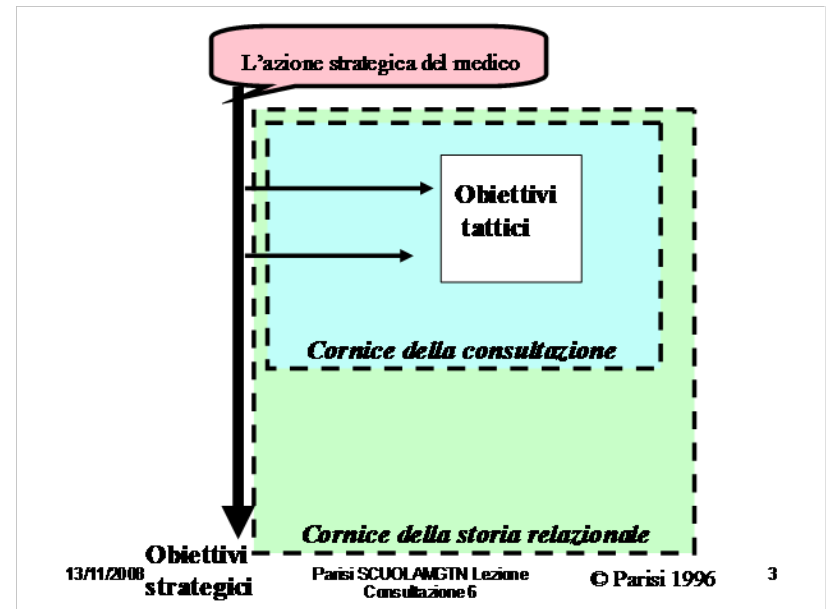 L'azione strategica del medico
Obiettivi
tattici
Cornice della consultazione
Cornice della storia relazionale
Obiettivi
strategici
13/11/2008
Parisi SCUOLAMGTN Lezione
Consultazione 6
© Parisi 1996
3